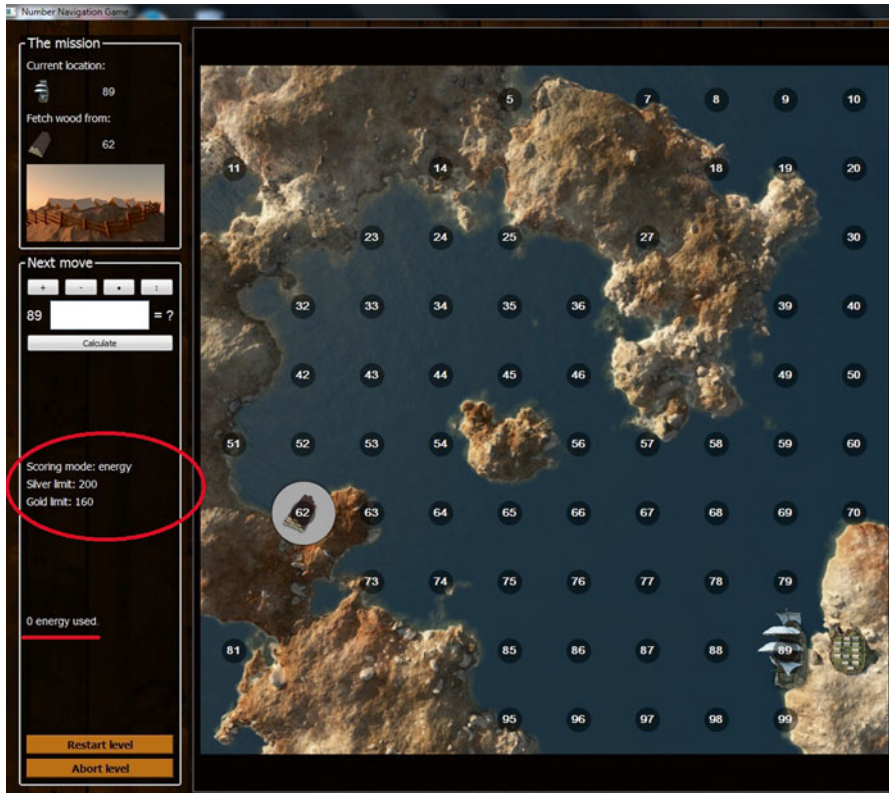 Number Navigation Game
The mission
Current location:
89
Fetch wood from:
62
Next move
+ - • :
89 = ?
Calculate
Scoring mode: energy
Silver limit: 200
Gold limit: 160
0 energy used.
Restart level
Abort level
5 7 8 9 10
11 14 18 19 20
23 24 25 27 30
32 33 34 35 36 39 40
42 43 44 45 46 49 50
51 52 53 54 56 57 58 59 60
62 63 64 65 66 67 68 69 70
73 74 75 76 77 78 79
81 85 86 87 88 89
95 96 97 98 99